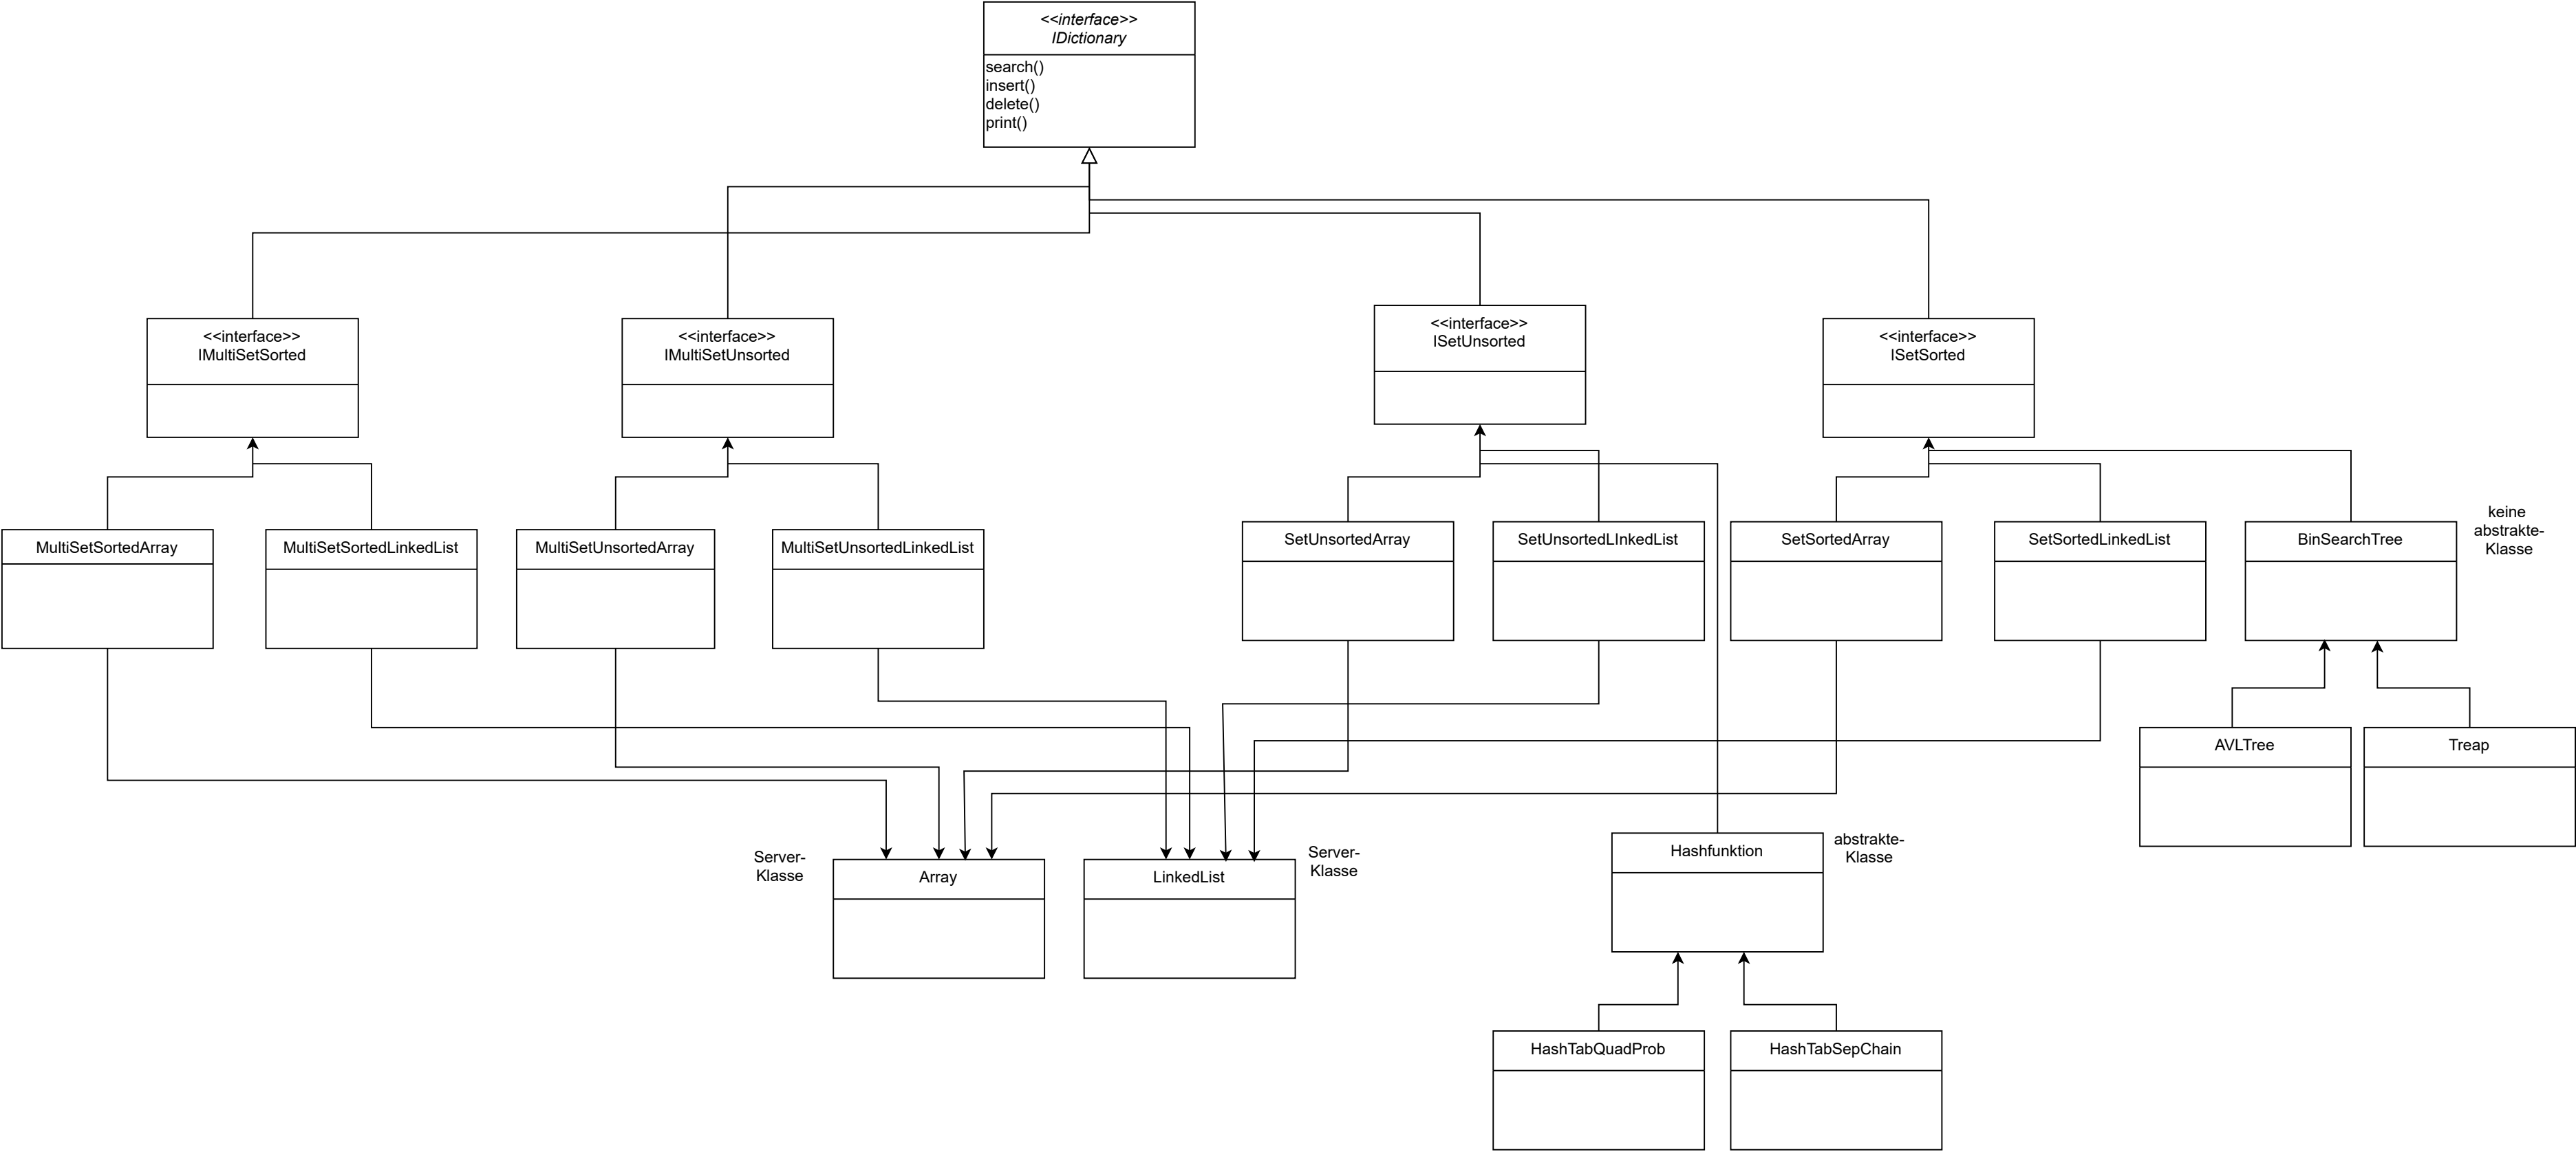 <<interface>>
IDictionary
search()
insert()
delete()
print()
<<interface>>
IMultiSetSorted
<<interface>>
IMultiSetUnsorted
<<interface>>
ISetUnsorted
<<interface>>
ISetSorted
MultiSetSortedArray
MultiSetSortedLinkedList
MultiSetUnsortedArray
MultiSetUnsortedLinkedList
SetUnsortedArray
SetUnsortedLInkedList
SetSortedArray
SetSortedLinkedList
BinSearchTree
keine
abstrakte-
Klasse
AVLTree
Treap
Server-
Klasse
Array
LinkedList
Server-
Klasse
Hashfunktion
abstrakte-
Klasse
HashTabQuadProb
HashTabSepChain